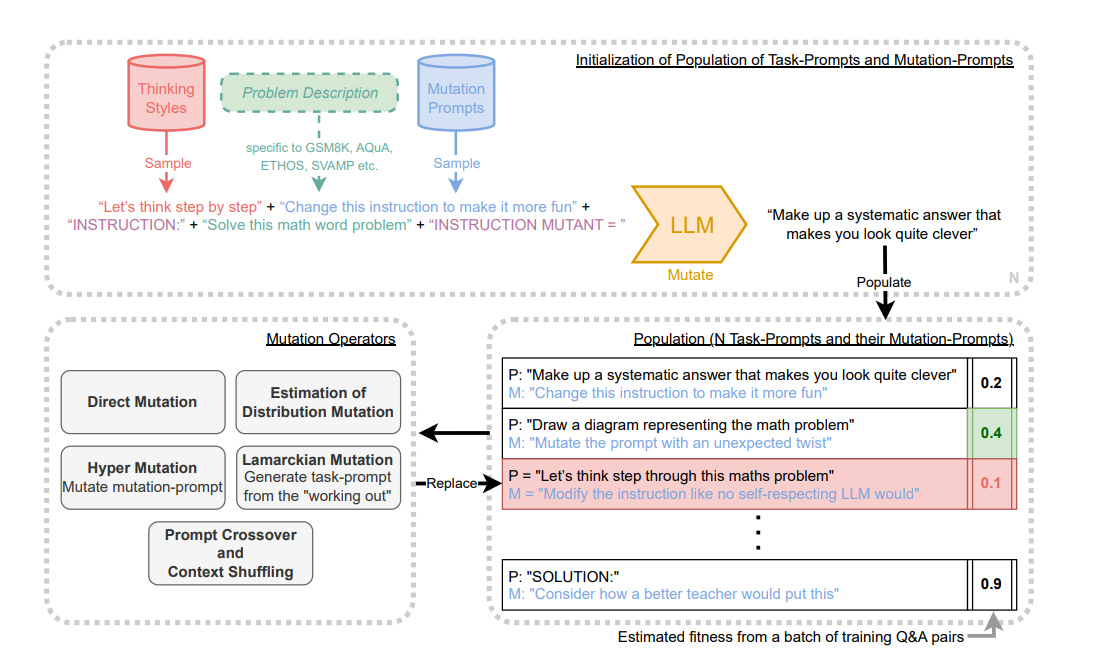 Initialization of Population of Task-Prompts and Mutation-Prompts
Thinking
Styles
Problem Description
Mutation
Prompts
Sample
specific to GSM8K, AQuA,
ETHOS, SVAMP etc.
Sample
“Let’s think step by step” + “Change this instruction to make it more fun” +
“INSTRUCTION:” + “Solve this math word problem” + “INSTRUCTION MUTANT = ”
LLM
Mutate
“Make up a systematic answer that
makes you look quite clever”
Populate
N
Mutation Operators
Direct Mutation
Estimation of
Distribution Mutation
Hyper Mutation
Mutate mutation-prompt
Lamarckian Mutation
Generate task-prompt
from the "working out"
Prompt Crossover
and
Context Shuffling
Replace
Population (N Task-Prompts and their Mutation-Prompts)
P: "Make up a systematic answer that makes you look quite clever"
M: "Change this instruction to make it more fun"
0.2
P: "Draw a diagram representing the math problem"
M: "Mutate the prompt with an unexpected twist"
0.4
P = "Let’s think step through this maths problem"
M = "Modify the instruction like no self-respecting LLM would"
0.1
P: "SOLUTION:"
M: "Consider how a better teacher would put this"
0.9
Estimated fitness from a batch of training Q&A pairs